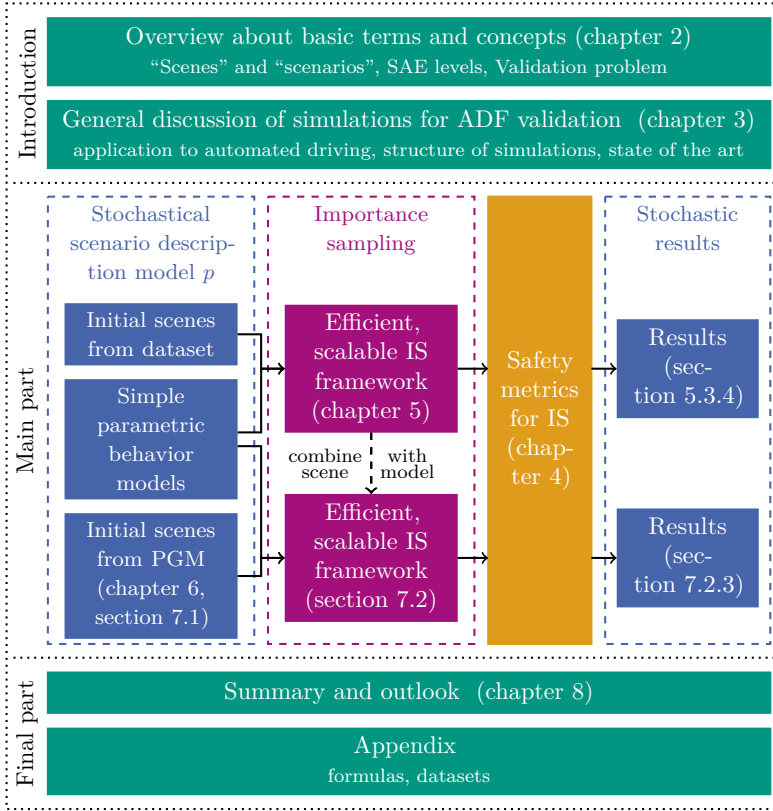 Introduction
Overview about basic terms and concepts (chapter 2)
“Scenes” and “scenarios”, SAE levels, Validation problem
General discussion of simulations for ADF validation (chapter 3)
application to automated driving, structure of simulations, state of the art
Main part
Stochastical
scenario descrip-
tion model p
Initial scenes
from dataset
Simple
parametric
behavior
models
Initial scenes
from PGM
(chapter 6,
section 7.1)
Importance
sampling
Efficient,
scalable IS
framework
(chapter 5)
combine with
scene model
Efficient,
scalable IS
framework
(section 7.2)
Safety
metrics
for IS
(chap-
ter 4)
Stochastic
results
Results
(sec-
tion 5.3.4)
Results
(sec-
tion 7.2.3)
Final part
Summary and outlook (chapter 8)
Appendix
formulas, datasets